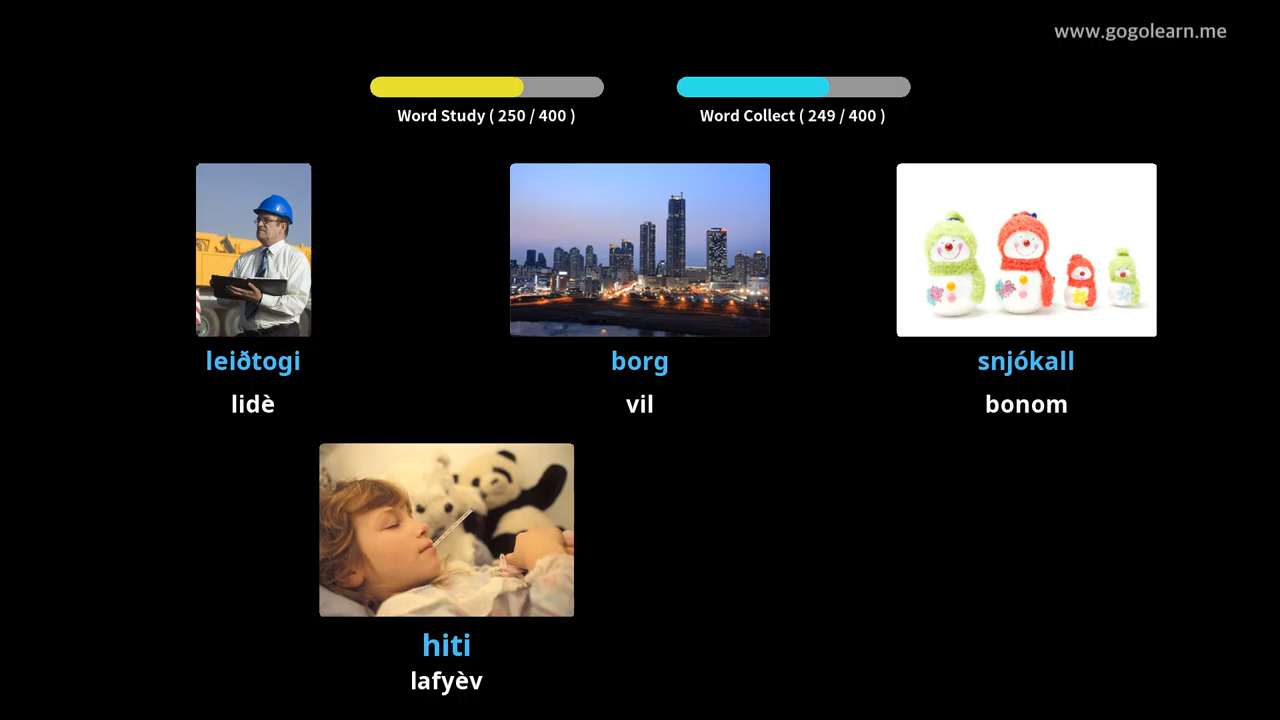 www.gogolearn.me
Word Study ( 250 / 400 )
Word Collect ( 249 / 400 )
leiðtogi
lidè
borg
vil
snjókall
bonom
hiti
lafyèv